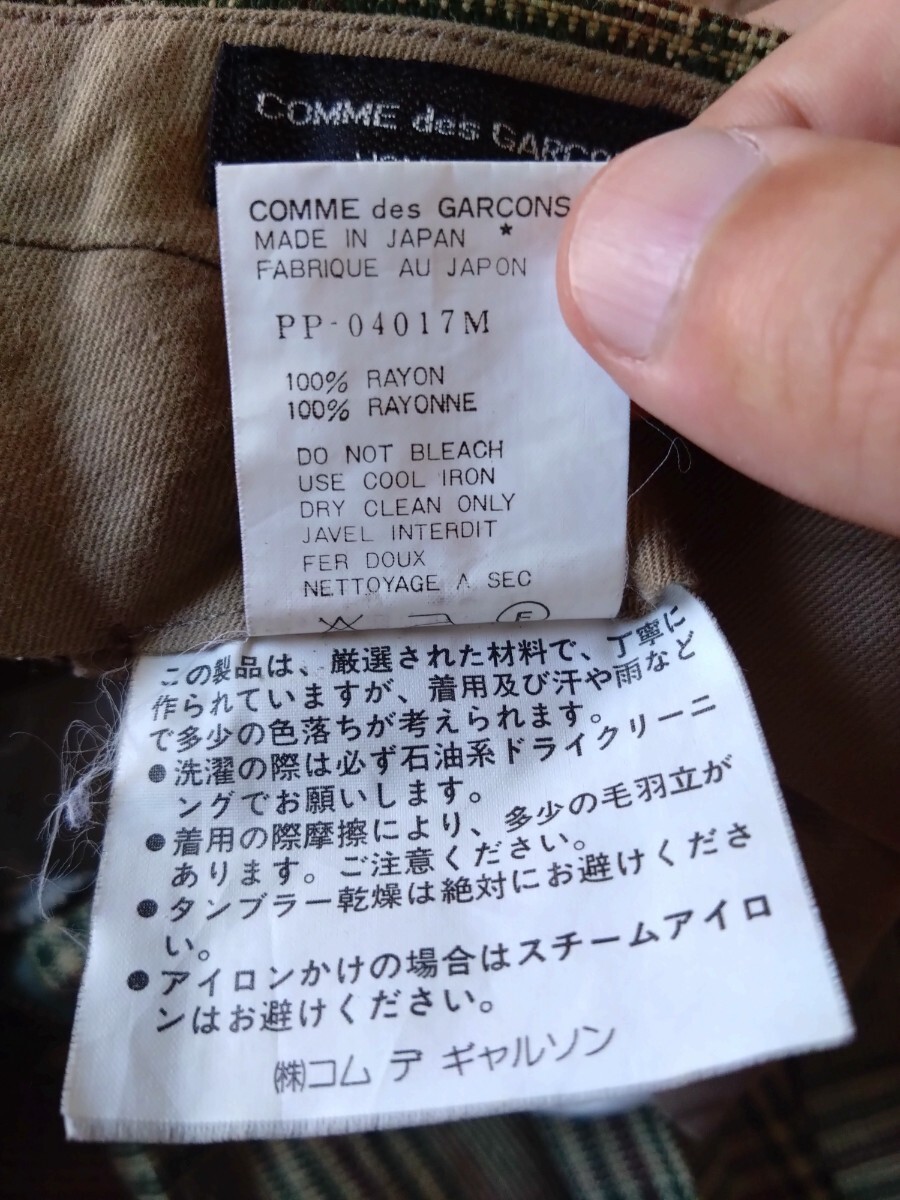 COMME des GARCONS
MADE IN JAPAN *
FABRIQUE AU JAPON
PP-04017M
100% RAYON
100% RAYONNE
DO NOT BLEACH
USE COOL IRON
DRY CLEAN ONLY
JAVEL INTERDIT
FER DOUX
NETTOYAGE A SEC
この製品は、厳選された材料で、丁寧に
作られていますが、着用及び汗や雨など
で多少の色落ちが考えられます。
●洗濯の際は必ず石油系ドライクリーニ
ングでお願いします。
●着用の際摩擦により、多少の毛羽立が
あります。ご注意ください。
●タンブラー乾燥は絶対にお避けくださ
い。
●アイロンかけの場合はスチームアイロ
ンはお避けください。
㈱コム デ ギャルソン